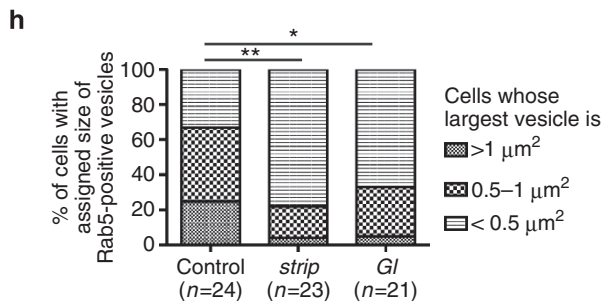 h
*
**
% of cells with
assigned size of
Rab5-positive vesicles
100
80
60
40
20
0
Control
(n=24)
strip
(n=23)
Gl
(n=21)
Cells whose
largest vesicle is
>1 μm²
0.5–1 μm²
< 0.5 μm²